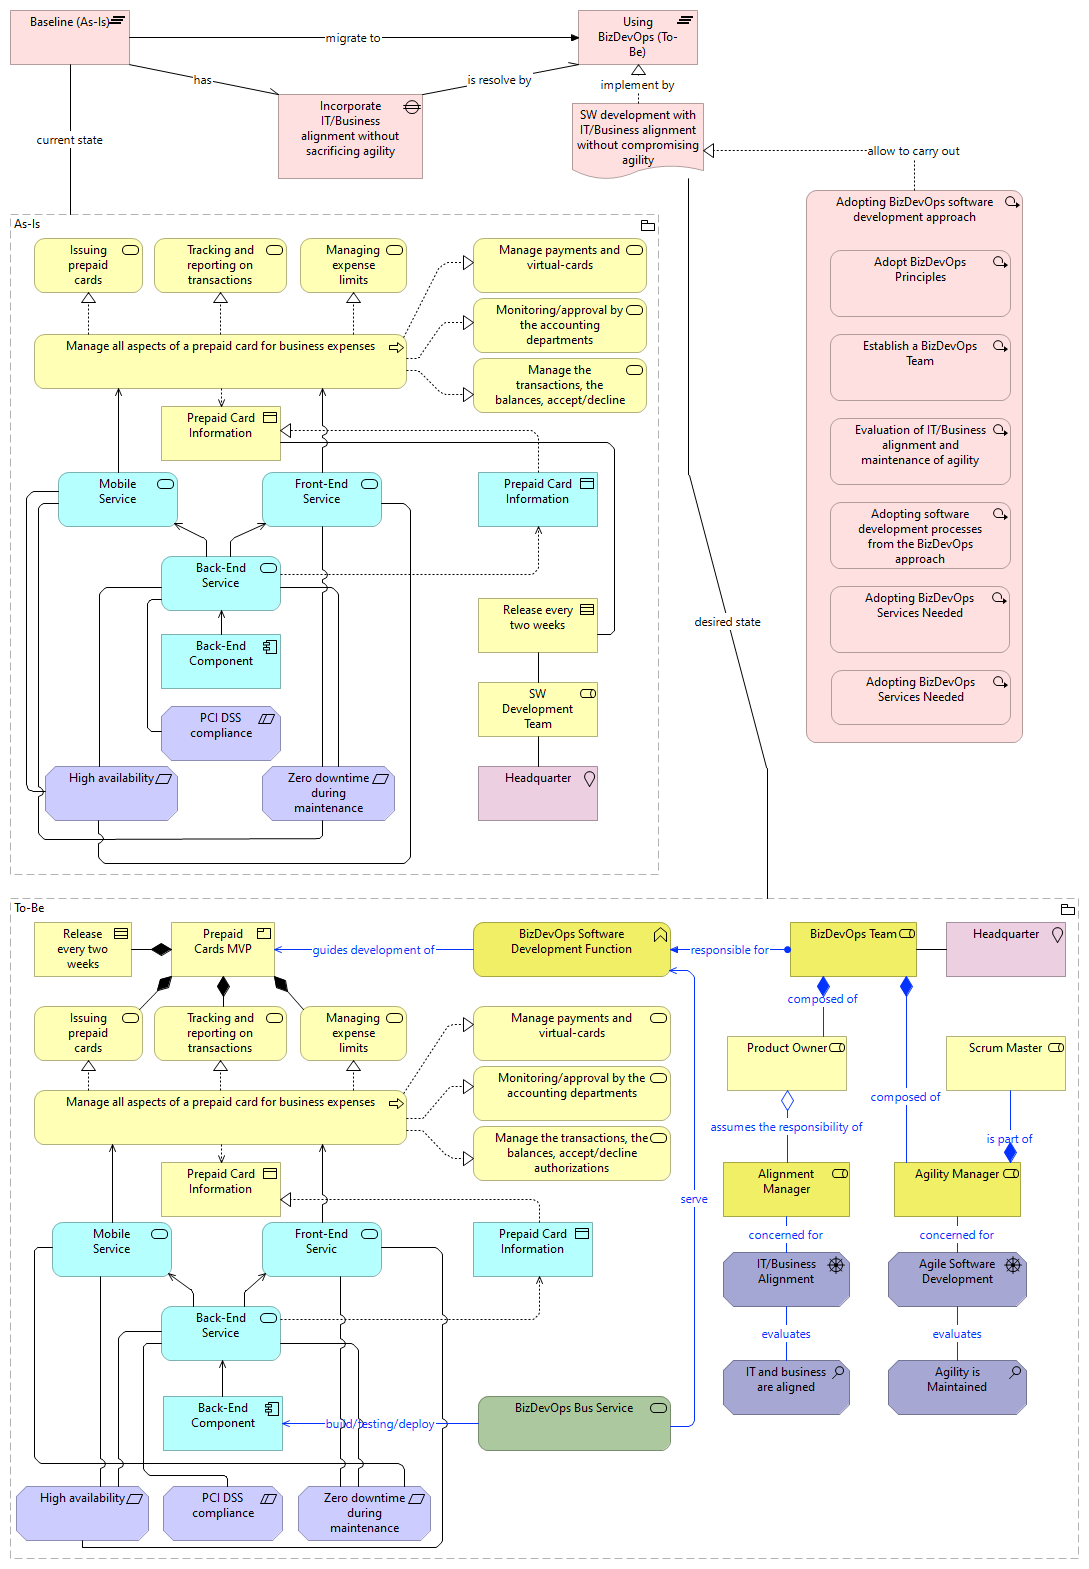 Baseline (As-Is)
Using
BizDevOps (To-
Be)
migrate to
has
is resolve by
implement by
Incorporate
IT/Business
alignment without
sacrificing agility
SW development with
IT/Business alignment
without compromising
agility
current state
allow to carry out
Adopting BizDevOps software
development approach
Adopt BizDevOps
Principles
Establish a BizDevOps
Team
Evaluation of IT/Business
alignment and
maintenance of agility
Adopting software
development processes
from the BizDevOps
approach
Adopting BizDevOps
Services Needed
Adopting BizDevOps
Services Needed
desired state
As-Is
Issuing
prepaid
cards
Tracking and
reporting on
transactions
Managing
expense
limits
Manage payments and
virtual-cards
Monitoring/approval by
the accounting
departments
Manage the
transactions, the
balances, accept/decline
Manage all aspects of a prepaid card for business expenses
Prepaid Card
Information
Mobile
Service
Front-End
Service
Prepaid Card
Information
Back-End
Service
Back-End
Component
Release every
two weeks
SW
Development
Team
Headquarter
PCI DSS
compliance
High availability
Zero downtime
during
maintenance
To-Be
Release
every two
weeks
Prepaid
Cards MVP
guides development of
BizDevOps Software
Development Function
responsible for
BizDevOps Team
Headquarter
composed of
Issuing
prepaid
cards
Tracking and
reporting on
transactions
Managing
expense
limits
Manage payments and
virtual-cards
Monitoring/approval by the
accounting departments
Manage the transactions, the
balances, accept/decline
authorizations
Manage all aspects of a prepaid card for business expenses
Product Owner
Scrum Master
composed of
assumes the responsibility of
is part of
Prepaid Card
Information
Alignment
Manager
Agility Manager
serve
Mobile
Service
Front-End
Servic
Prepaid Card
Information
concerned for
concerned for
IT/Business
Alignment
Agile Software
Development
Back-End
Service
evaluates
evaluates
IT and business
are aligned
Agility is
Maintained
Back-End
Component
build/testing/deploy
BizDevOps Bus Service
High availability
PCI DSS
compliance
Zero downtime
during
maintenance